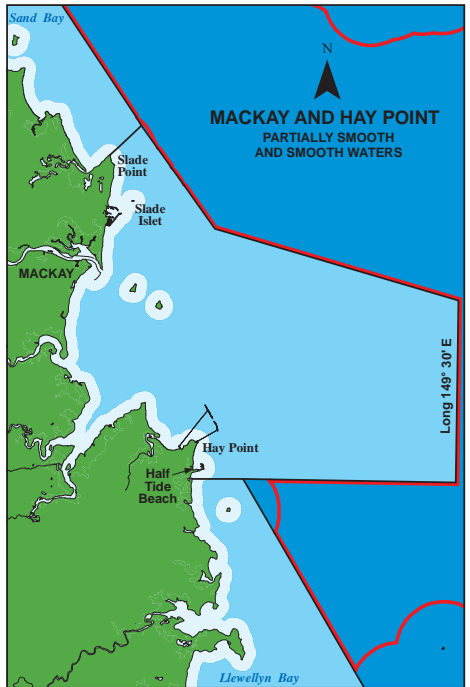 Sand Bay
N
MACKAY AND HAY POINT
PARTIALLY SMOOTH
AND SMOOTH WATERS
Slade
Point
Slade
Islet
MACKAY
Long 149° 30' E
Hay Point
Half
Tide
Beach
Llewellyn Bay